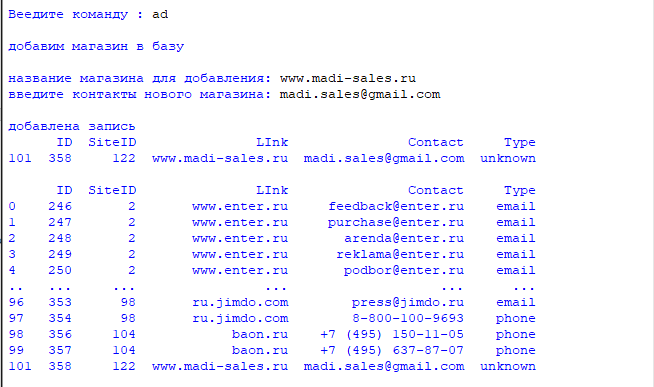 Веедите команду : ad
добавим магазин в базу
название магазина для добавления: www.madi-sales.ru
введите контакты нового магазина: madi.sales@gmail.com
добавлена запись
ID SiteID LInk Contact Type
101 358 122 www.madi-sales.ru madi.sales@gmail.com unknown
ID SiteID LInk Contact Type
0 246 2 www.enter.ru feedback@enter.ru email
1 247 2 www.enter.ru purchase@enter.ru email
2 248 2 www.enter.ru arenda@enter.ru email
3 249 2 www.enter.ru reklama@enter.ru email
4 250 2 www.enter.ru podbor@enter.ru email
.. ... ... ... ... ...
96 353 98 ru.jimdo.com press@jimdo.ru email
97 354 98 ru.jimdo.com 8-800-100-9693 phone
98 356 104 baon.ru +7 (495) 150-11-05 phone
99 357 104 baon.ru +7 (495) 637-87-07 phone
101 358 122 www.madi-sales.ru madi.sales@gmail.com unknown